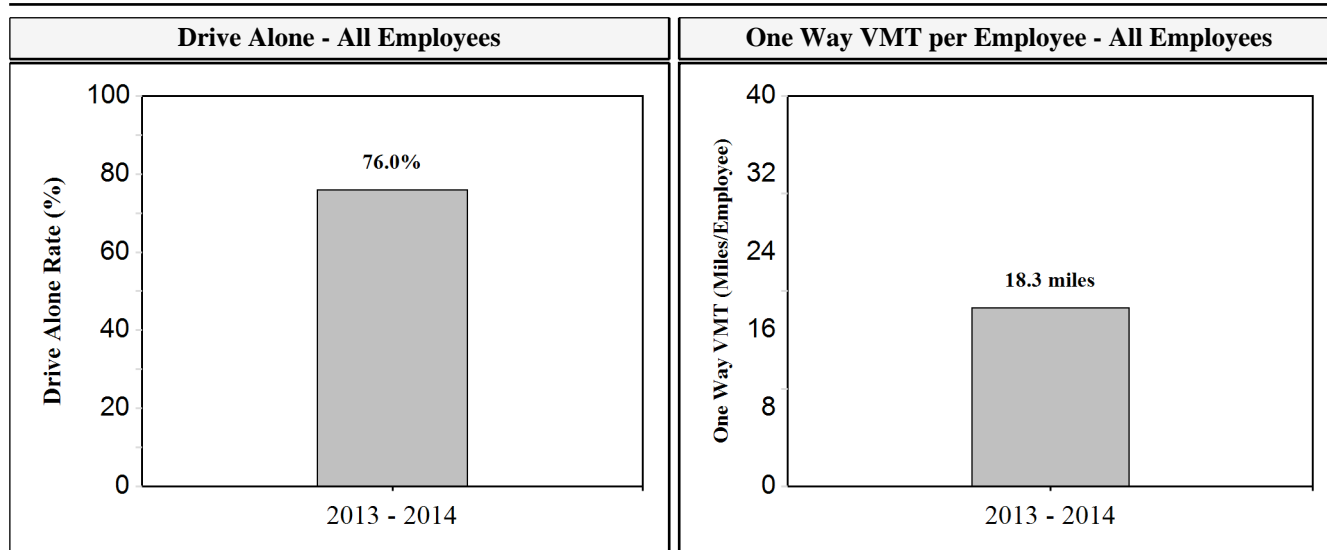 Drive Alone - All Employees
One Way VMT per Employee - All Employees
Drive Alone Rate (%)
100
80
60
40
20
0
76.0%
2013 - 2014
One Way VMT (Miles/Employee)
40
32
24
16
8
0
18.3 miles
2013 - 2014